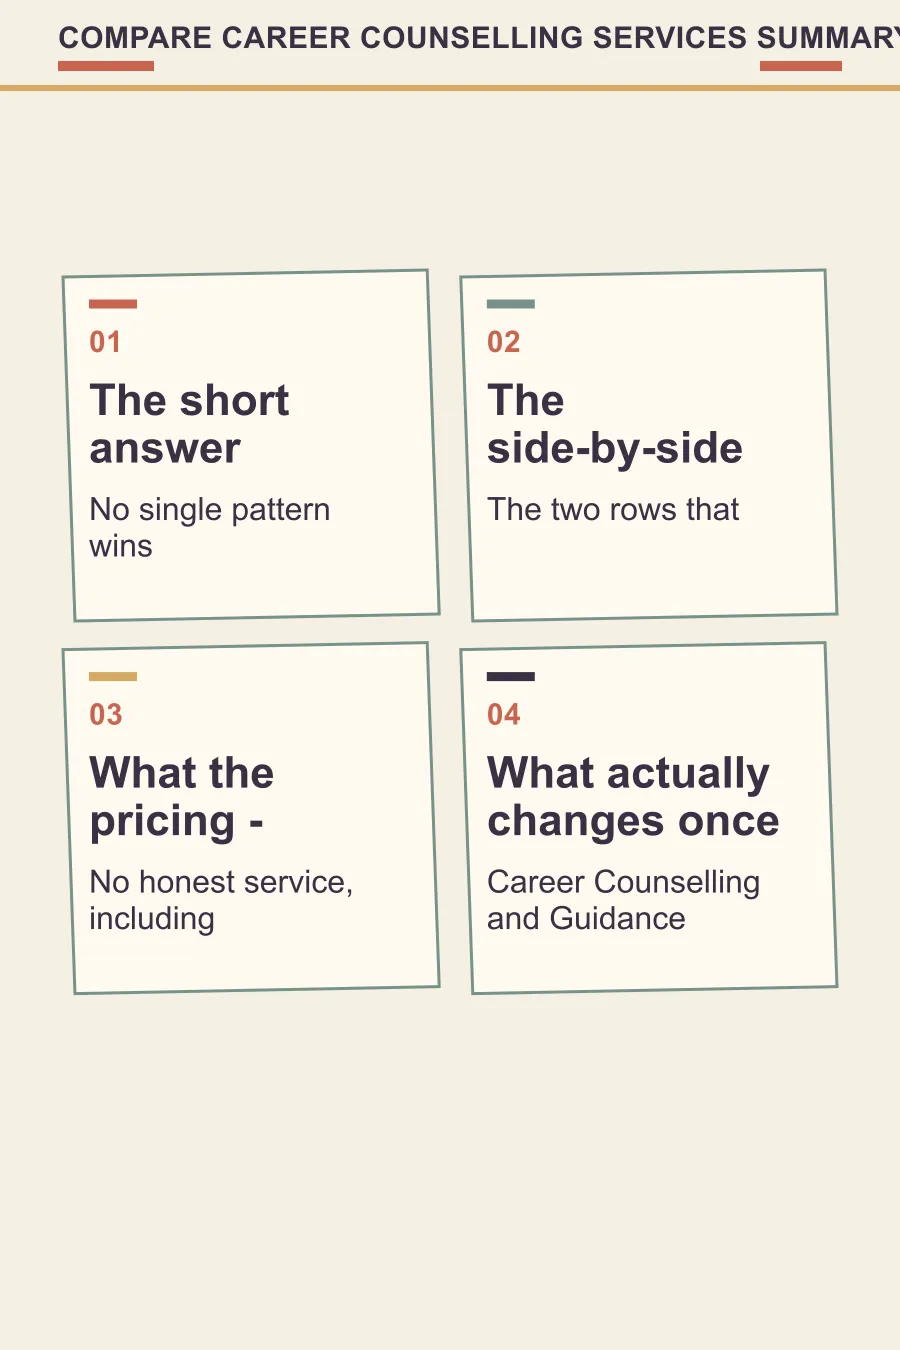 COMPARE CAREER COUNSELLING SERVICES SUMMARY
01
The short
answer
No single pattern
wins
02
The
side-by-side
The two rows that
03
What the
pricing -
No honest service,
including
04
What actually
changes once
Career Counselling
and Guidance